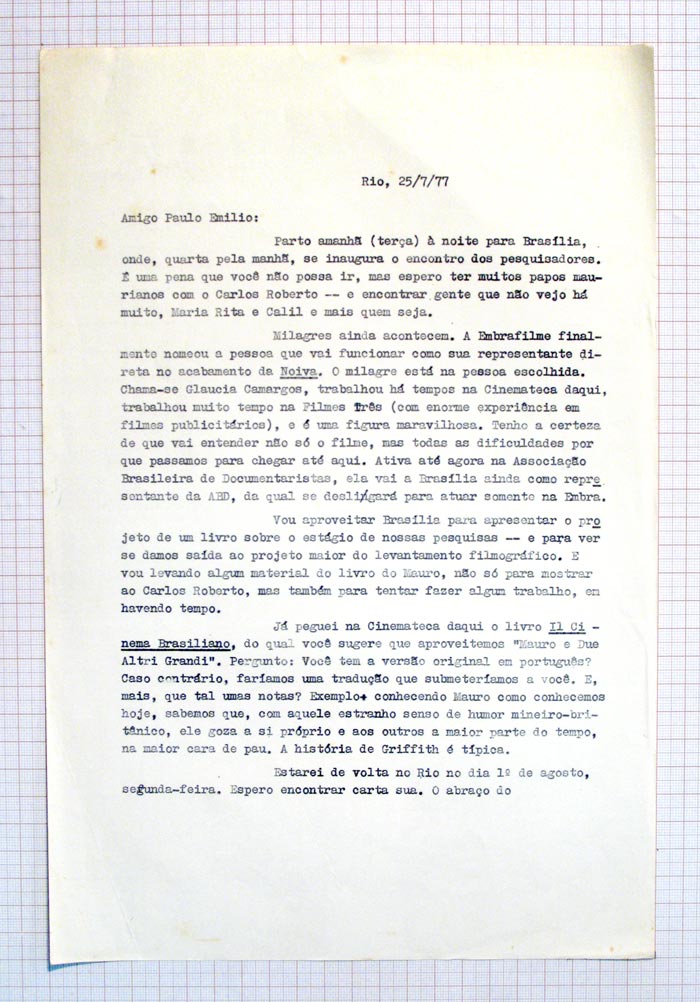 Rio, 25/7/77
Amigo Paulo Emilio:
Parto amanhã (terça) à noite para Brasília,
onde, quarta pela manhã, se inaugura o encontro dos pesquisadores.
É uma pena que você não possa ir, mas espero ter muitos papos mau-
rianos com o Carlos Roberto -- e encontrar gente que não vejo há
muito, Maria Rita e Calil e mais quem seja.
Milagres ainda acontecem. A Embrafilme final-
mente nomeou a pessoa que vai funcionar como sua representante di-
reta no acabamento da Noiva. O milagre está na pessoa escolhida.
Chama-se Glaucia Camargos, trabalhou há tempos na Cinemateca daqui,
trabalhou muito tempo na Filmes Três (com enorme experiência em
filmes publicitários), e é uma figura maravilhosa. Tenho a certeza
de que vai entender não só o filme, mas todas as dificuldades por
que passamos para chegar até aqui. Ativa até agora na Associação
Brasileira de Documentaristas, ela vai a Brasília ainda como repre
sentante da ABD, da qual se desligará para atuar somente na Embra.
Vou aproveitar Brasília para apresentar o pro
jeto de um livro sobre o estágio de nossas pesquisas -- e para ver
se damos saída ao projeto maior do levantamento filmográfico. E
vou levando algum material do livro do Mauro, não só para mostrar
ao Carlos Roberto, mas também para tentar fazer algum trabalho, em
havendo tempo.
Já peguei na Cinemateca daqui o livro Il Ci -
nema Brasiliano, do qual você sugere que aproveitemos "Mauro e Due
Altri Grandi". Pergunto: Você tem a versão original em português?
Caso contrário, faríamos uma tradução que submeteríamos a você. E,
mais, que tal umas notas? Exemplo: conhecendo Mauro como conhecemos
hoje, sabemos que, com aquele estranho senso de humor mineiro-bri-
tânico, ele goza a si próprio e aos outros a maior parte do tempo,
na maior cara de pau. A história de Griffith é típica.
Estarei de volta no Rio no dia 1º de agosto,
segunda-feira. Espero encontrar carta sua. O abraço do